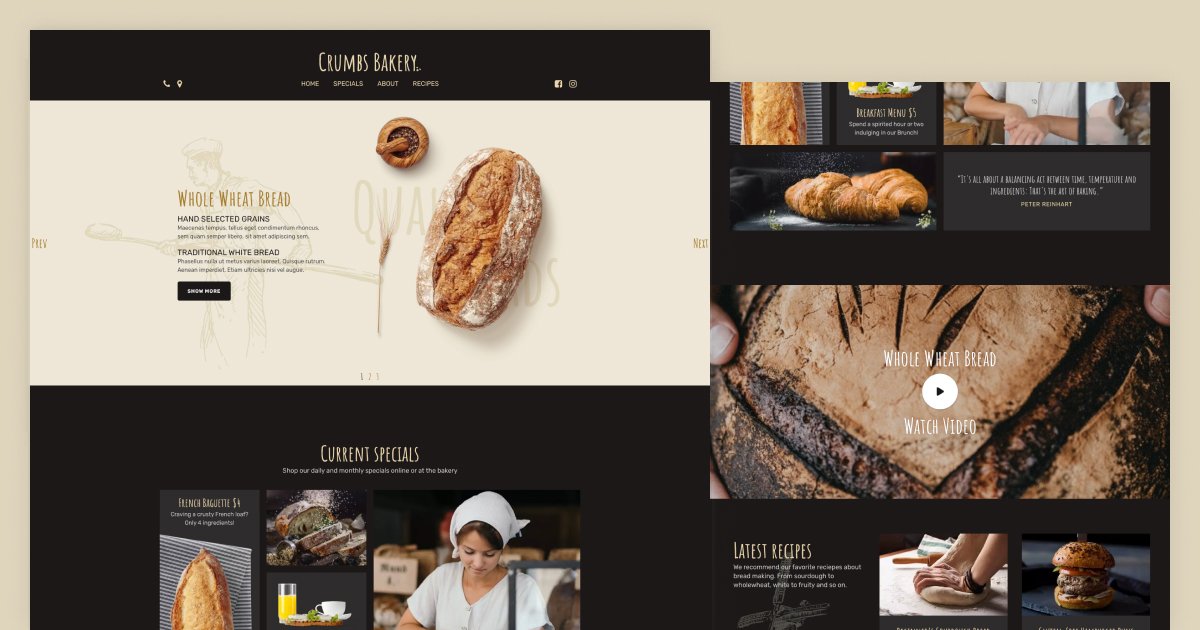 Crumbs Bakery
HOME SPECIALS ABOUT RECIPES
Prev
Next
QUA
DS
Whole Wheat Bread
HAND SELECTED GRAINS
Maecenas tempus, tellus eget condimentum rhoncus,
sem quam semper libero, sit amet adipiscing sem.
TRADITIONAL WHITE BREAD
Phasellus nulla ut metus varius laoreet. Quisque rutrum.
Aenean imperdiet. Etiam ultricies nisi vel augue.
SHOW MORE
1 2 3
Current specials
Shop our daily and monthly specials online or at the bakery
French Baguette $4
Craving a crusty French loaf?
Only 4 ingredients!
Breakfast Menu $5
Spend a spirited hour or two
indulging in our Brunch!
"It's all about a balancing act between time, temperature and
ingredients: That's the art of baking."
PETER REINHART
Whole Wheat Bread
Watch Video
Latest recipes
We recommend our favorite reciepes about
bread making. From sourdough to
wholewheat, white to fruity and so on.